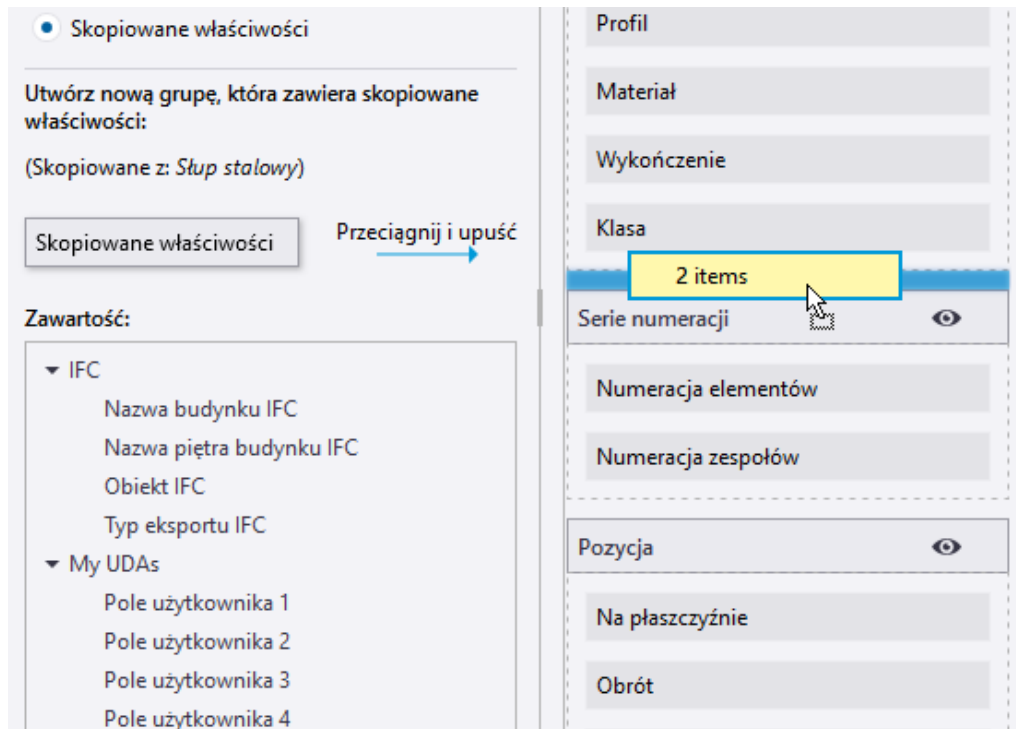 Skopiowane właściwości
Utwórz nową grupę, która zawiera skopiowane
właściwości:
(Skopiowane z: Słup stalowy)
Skopiowane właściwości
Przeciągnij i upuść
Zawartość:
IFC
Nazwa budynku IFC
Nazwa piętra budynku IFC
Obiekt IFC
Typ eksportu IFC
My UDAs
Pole użytkownika 1
Pole użytkownika 2
Pole użytkownika 3
Pole użytkownika 4
Profil
Materiał
Wykończenie
Klasa
2 items
Serie numeracji
Numeracja elementów
Numeracja zespołów
Pozycja
Na płaszczyźnie
Obrót